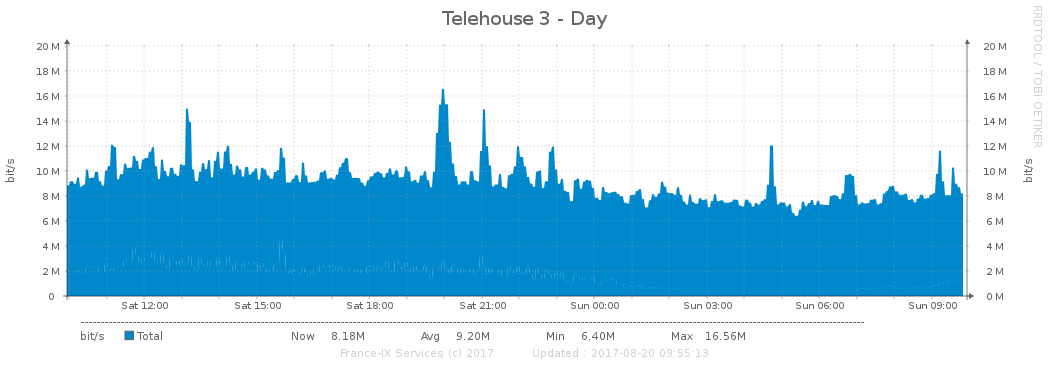 Telehouse 3 - Day
RRDTOOL / TOBI OETIKER
bit/s
bit/s
20 M 20 M
18 M 18 M
16 M 16 M
14 M 14 M
12 M 12 M
10 M 10 M
8 M 8 M
6 M 6 M
4 M 4 M
2 M 2 M
0 0 M
Sat 12:00 Sat 15:00 Sat 18:00 Sat 21:00 Sun 00:00 Sun 03:00 Sun 06:00 Sun 09:00
bit/s Total Now 8.18M Avg 9.20M Min 6.40M Max 16.56M
France-IX Services (c) 2017 Updated : 2017-08-20 09:55:13